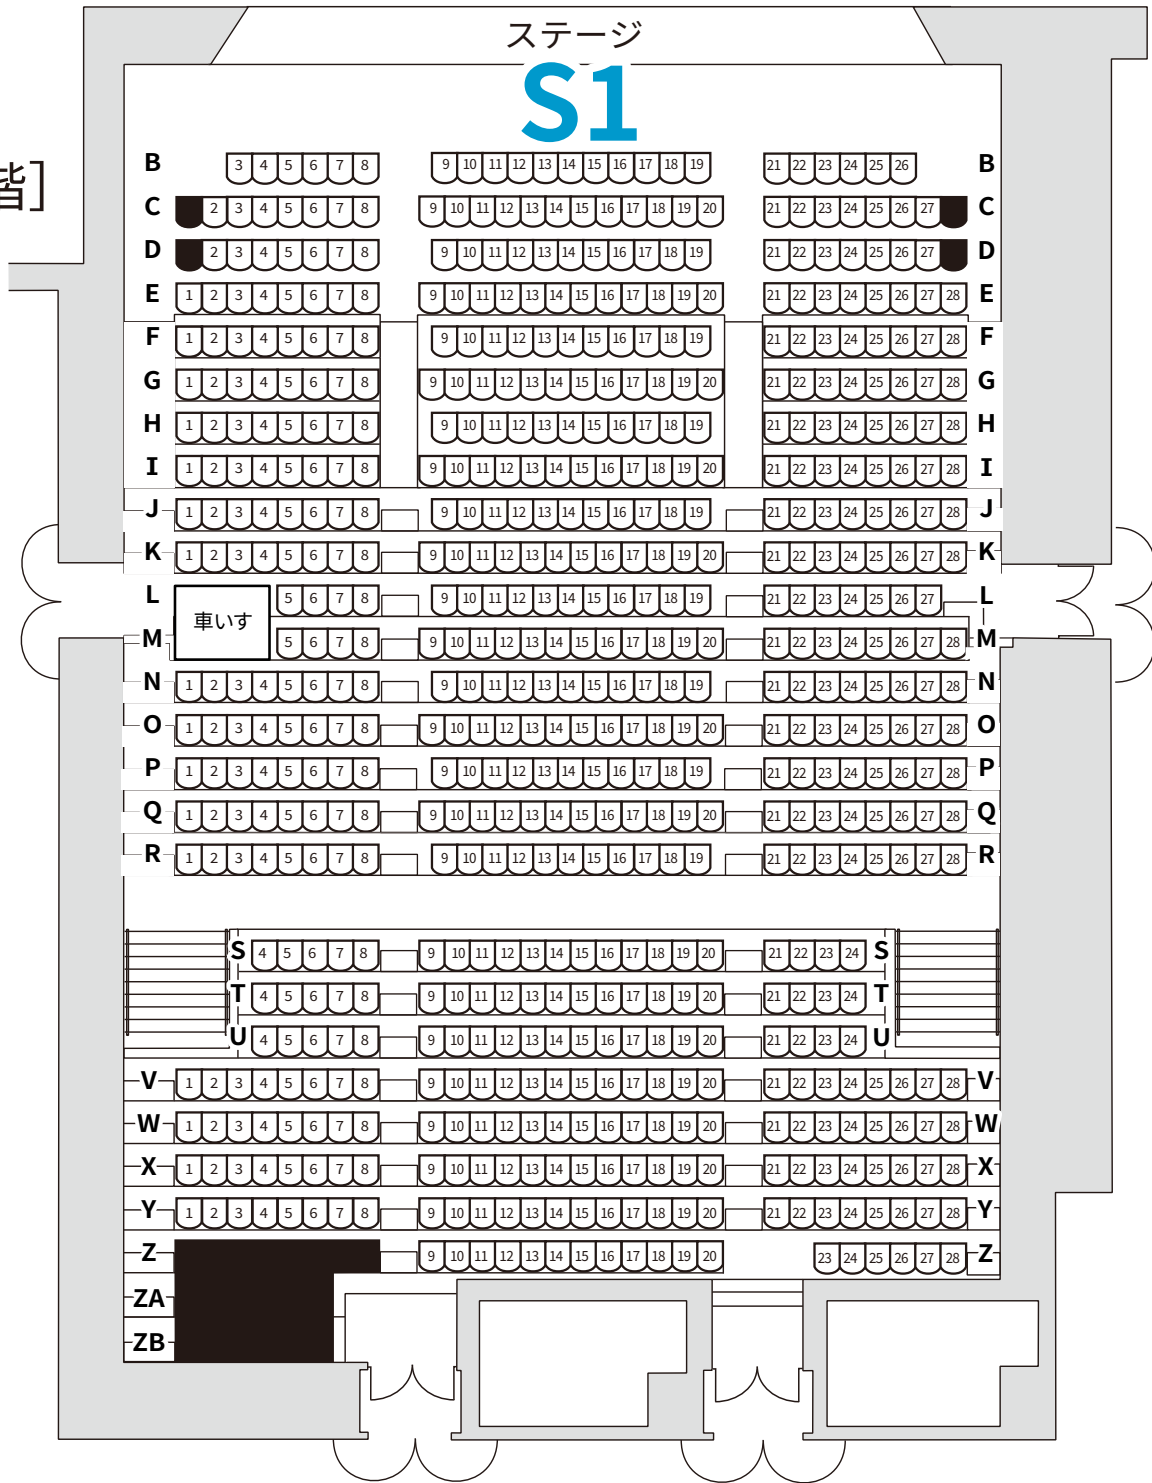 ステージ
S1
階］
B 3 4 5 6 7 8 9 10 11 12 13 14 15 16 17 18 19 21 22 23 24 25 26 B
C 2 3 4 5 6 7 8 9 10 11 12 13 14 15 16 17 18 19 20 21 22 23 24 25 26 27 C
D 2 3 4 5 6 7 8 9 10 11 12 13 14 15 16 17 18 19 21 22 23 24 25 26 27 D
E 1 2 3 4 5 6 7 8 9 10 11 12 13 14 15 16 17 18 19 20 21 22 23 24 25 26 27 28 E
F 1 2 3 4 5 6 7 8 9 10 11 12 13 14 15 16 17 18 19 21 22 23 24 25 26 27 28 F
G 1 2 3 4 5 6 7 8 9 10 11 12 13 14 15 16 17 18 19 20 21 22 23 24 25 26 27 28 G
H 1 2 3 4 5 6 7 8 9 10 11 12 13 14 15 16 17 18 19 21 22 23 24 25 26 27 28 H
I 1 2 3 4 5 6 7 8 9 10 11 12 13 14 15 16 17 18 19 20 21 22 23 24 25 26 27 28 I
J 1 2 3 4 5 6 7 8 9 10 11 12 13 14 15 16 17 18 19 21 22 23 24 25 26 27 28 J
K 1 2 3 4 5 6 7 8 9 10 11 12 13 14 15 16 17 18 19 20 21 22 23 24 25 26 27 28 K
L 5 6 7 8 9 10 11 12 13 14 15 16 17 18 19 21 22 23 24 25 26 27 L
車いす
M 5 6 7 8 9 10 11 12 13 14 15 16 17 18 19 20 21 22 23 24 25 26 27 28 M
N 1 2 3 4 5 6 7 8 9 10 11 12 13 14 15 16 17 18 19 21 22 23 24 25 26 27 28 N
O 1 2 3 4 5 6 7 8 9 10 11 12 13 14 15 16 17 18 19 20 21 22 23 24 25 26 27 28 O
P 1 2 3 4 5 6 7 8 9 10 11 12 13 14 15 16 17 18 19 21 22 23 24 25 26 27 28 P
Q 1 2 3 4 5 6 7 8 9 10 11 12 13 14 15 16 17 18 19 20 21 22 23 24 25 26 27 28 Q
R 1 2 3 4 5 6 7 8 9 10 11 12 13 14 15 16 17 18 19 21 22 23 24 25 26 27 28 R
S 4 5 6 7 8 9 10 11 12 13 14 15 16 17 18 19 20 21 22 23 24 S
T 4 5 6 7 8 9 10 11 12 13 14 15 16 17 18 19 20 21 22 23 24 T
U 4 5 6 7 8 9 10 11 12 13 14 15 16 17 18 19 20 21 22 23 24 U
V 1 2 3 4 5 6 7 8 9 10 11 12 13 14 15 16 17 18 19 20 21 22 23 24 25 26 27 28 V
W 1 2 3 4 5 6 7 8 9 10 11 12 13 14 15 16 17 18 19 20 21 22 23 24 25 26 27 28 W
X 1 2 3 4 5 6 7 8 9 10 11 12 13 14 15 16 17 18 19 20 21 22 23 24 25 26 27 28 X
Y 1 2 3 4 5 6 7 8 9 10 11 12 13 14 15 16 17 18 19 20 21 22 23 24 25 26 27 28 Y
Z 9 10 11 12 13 14 15 16 17 18 19 20 23 24 25 26 27 28 Z
ZA
ZB